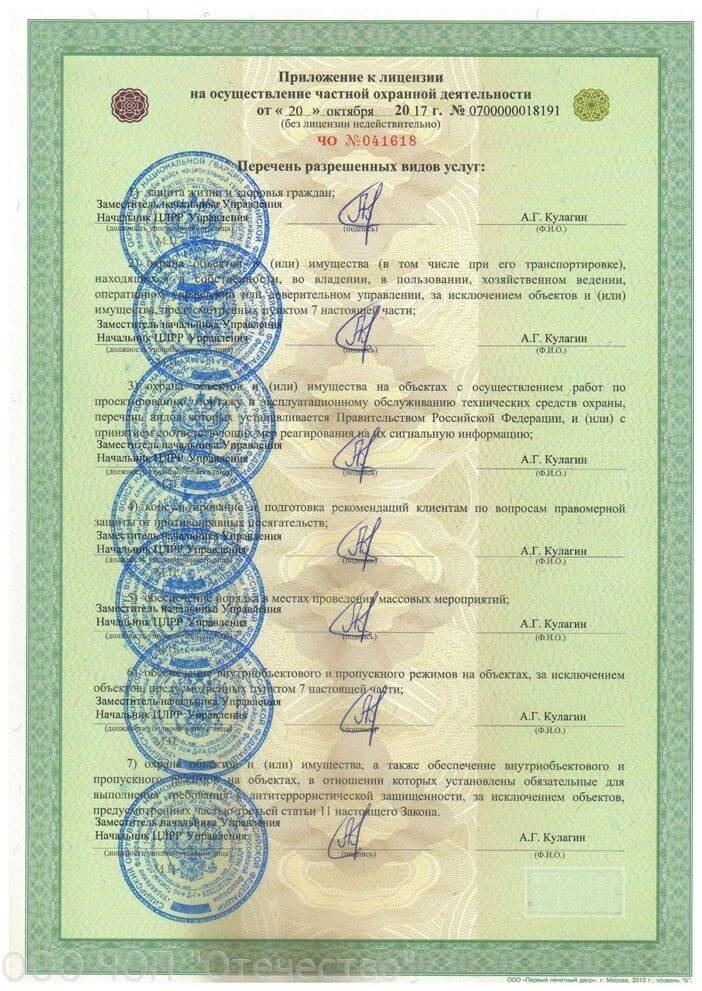 Приложение к лицензии
на осуществление частной охранной деятельности
от « 20 » октября 20 17 г. № 0700000018191
(без лицензии недействительно)
ЧО №041618
Перечень разрешенных видов услуг:
1) защита жизни и здоровья граждан;
Заместитель начальника Управления
Начальник ЦЛРР Управления А.Г. Кулагин
(должность уполномоченного лица) (подпись) (Ф.И.О.)
М.П.
2) охрана объектов и (или) имущества (в том числе при его транспортировке),
находящихся в собственности, во владении, в пользовании, хозяйственном ведении,
оперативном управлении или доверительном управлении, за исключением объектов и (или)
имущества, предусмотренных пунктом 7 настоящей части;
Заместитель начальника Управления
Начальник ЦЛРР Управления А.Г. Кулагин
(должность уполномоченного лица) (подпись) (Ф.И.О.)
3) охрана объектов и (или) имущества на объектах с осуществлением работ по
проектированию, монтажу и эксплуатационному обслуживанию технических средств охраны,
перечень видов которых устанавливается Правительством Российской Федерации, и (или) с
принятием соответствующих мер реагирования на их сигнальную информацию;
Заместитель начальника Управления
Начальник ЦЛРР Управления А.Г. Кулагин
(должность уполномоченного лица) (подпись) (Ф.И.О.)
4) консультирование и подготовка рекомендаций клиентам по вопросам правомерной
защиты от противоправных посягательств;
Заместитель начальника Управления
Начальник ЦЛРР Управления А.Г. Кулагин
(должность уполномоченного лица) (подпись) (Ф.И.О.)
М.П.
5) обеспечение порядка в местах проведения массовых мероприятий;
Заместитель начальника Управления
Начальник ЦЛРР Управления А.Г. Кулагин
(должность уполномоченного лица) (подпись) (Ф.И.О.)
6) обеспечение внутриобъектового и пропускного режимов на объектах, за исключением
объектов, предусмотренных пунктом 7 настоящей части;
Заместитель начальника Управления
Начальник ЦЛРР Управления А.Г. Кулагин
(должность уполномоченного лица) (подпись) (Ф.И.О.)
7) охрана объектов и (или) имущества, а также обеспечение внутриобъектового и
пропускного режимов на объектах, в отношении которых установлены обязательные для
выполнения требования к антитеррористической защищенности, за исключением объектов,
предусмотренных частью третьей статьи 11 настоящего Закона.
Заместитель начальника Управления
Начальник ЦЛРР Управления А.Г. Кулагин
(должность уполномоченного лица) (подпись) (Ф.И.О.)
М.П.
ООО ЧОП "Отечество"
ООО «Первый печатный двор», г. Москва, 2015 г., уровень "Б".